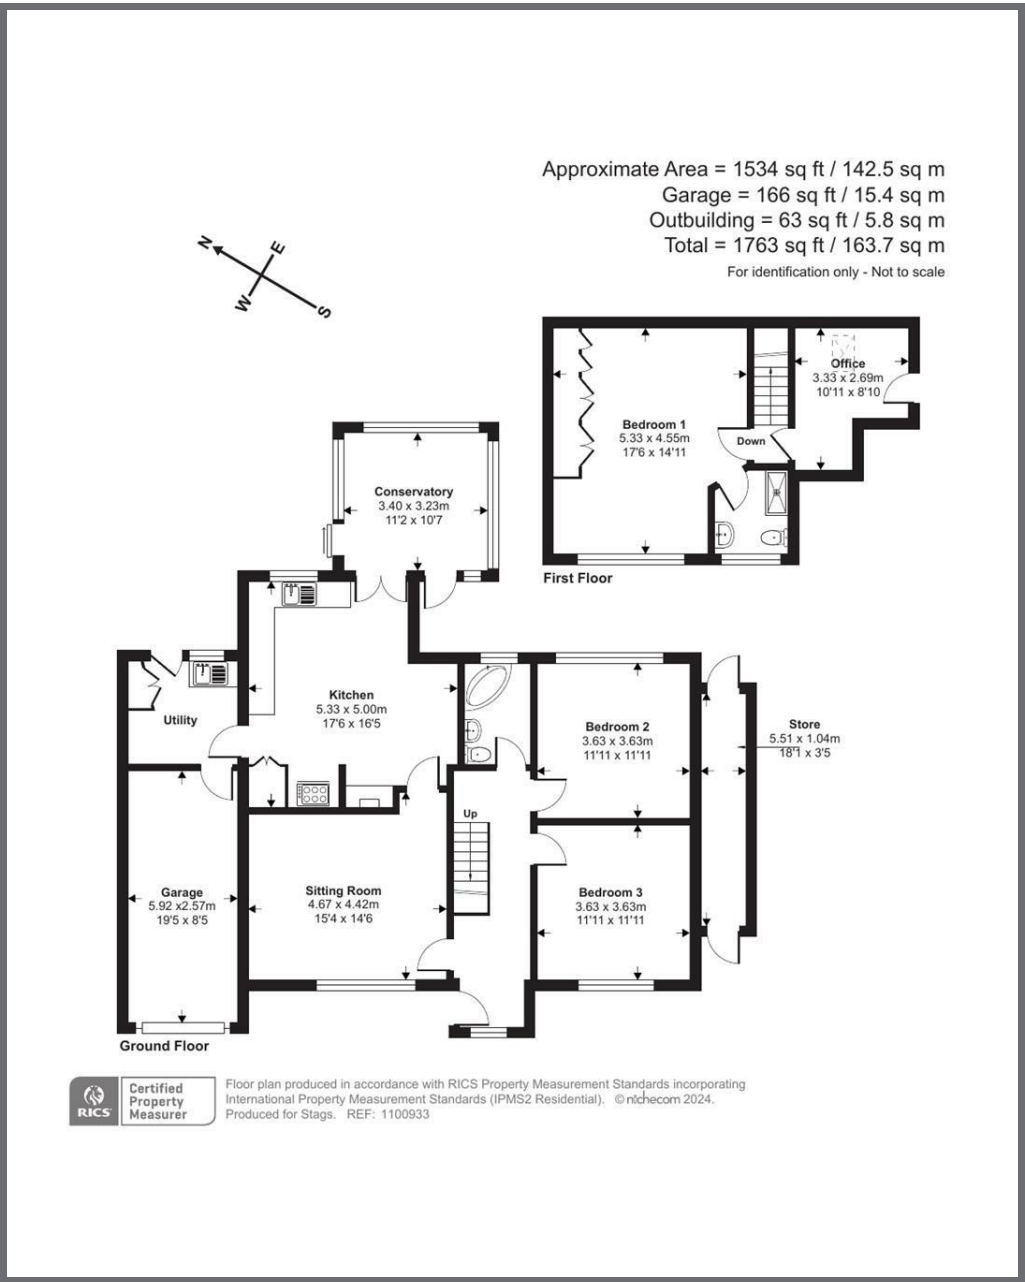 Approximate Area = 1534 sq ft / 142.5 sq m
Garage = 166 sq ft / 15.4 sq m
Outbuilding = 63 sq ft / 5.8 sq m
Total = 1763 sq ft / 163.7 sq m
For identification only - Not to scale
N
E
W
S
Office
3.33 x 2.69m
10'11 x 8'10
Bedroom 1
5.33 x 4.55m
17'6 x 14'11
Down
First Floor
Conservatory
3.40 x 3.23m
11'2 x 10'7
Kitchen
5.33 x 5.00m
17'6 x 16'5
Utility
Bedroom 2
3.63 x 3.63m
11'11 x 11'11
Store
5.51 x 1.04m
18'1 x 3'5
Up
Garage
5.92 x2.57m
19'5 x 8'5
Sitting Room
4.67 x 4.42m
15'4 x 14'6
Bedroom 3
3.63 x 3.63m
11'11 x 11'11
Ground Floor
RICS
Certified
Property
Measurer
Floor plan produced in accordance with RICS Property Measurement Standards incorporating
International Property Measurement Standards (IPMS2 Residential). © nichecom 2024.
Produced for Stags. REF: 1100933